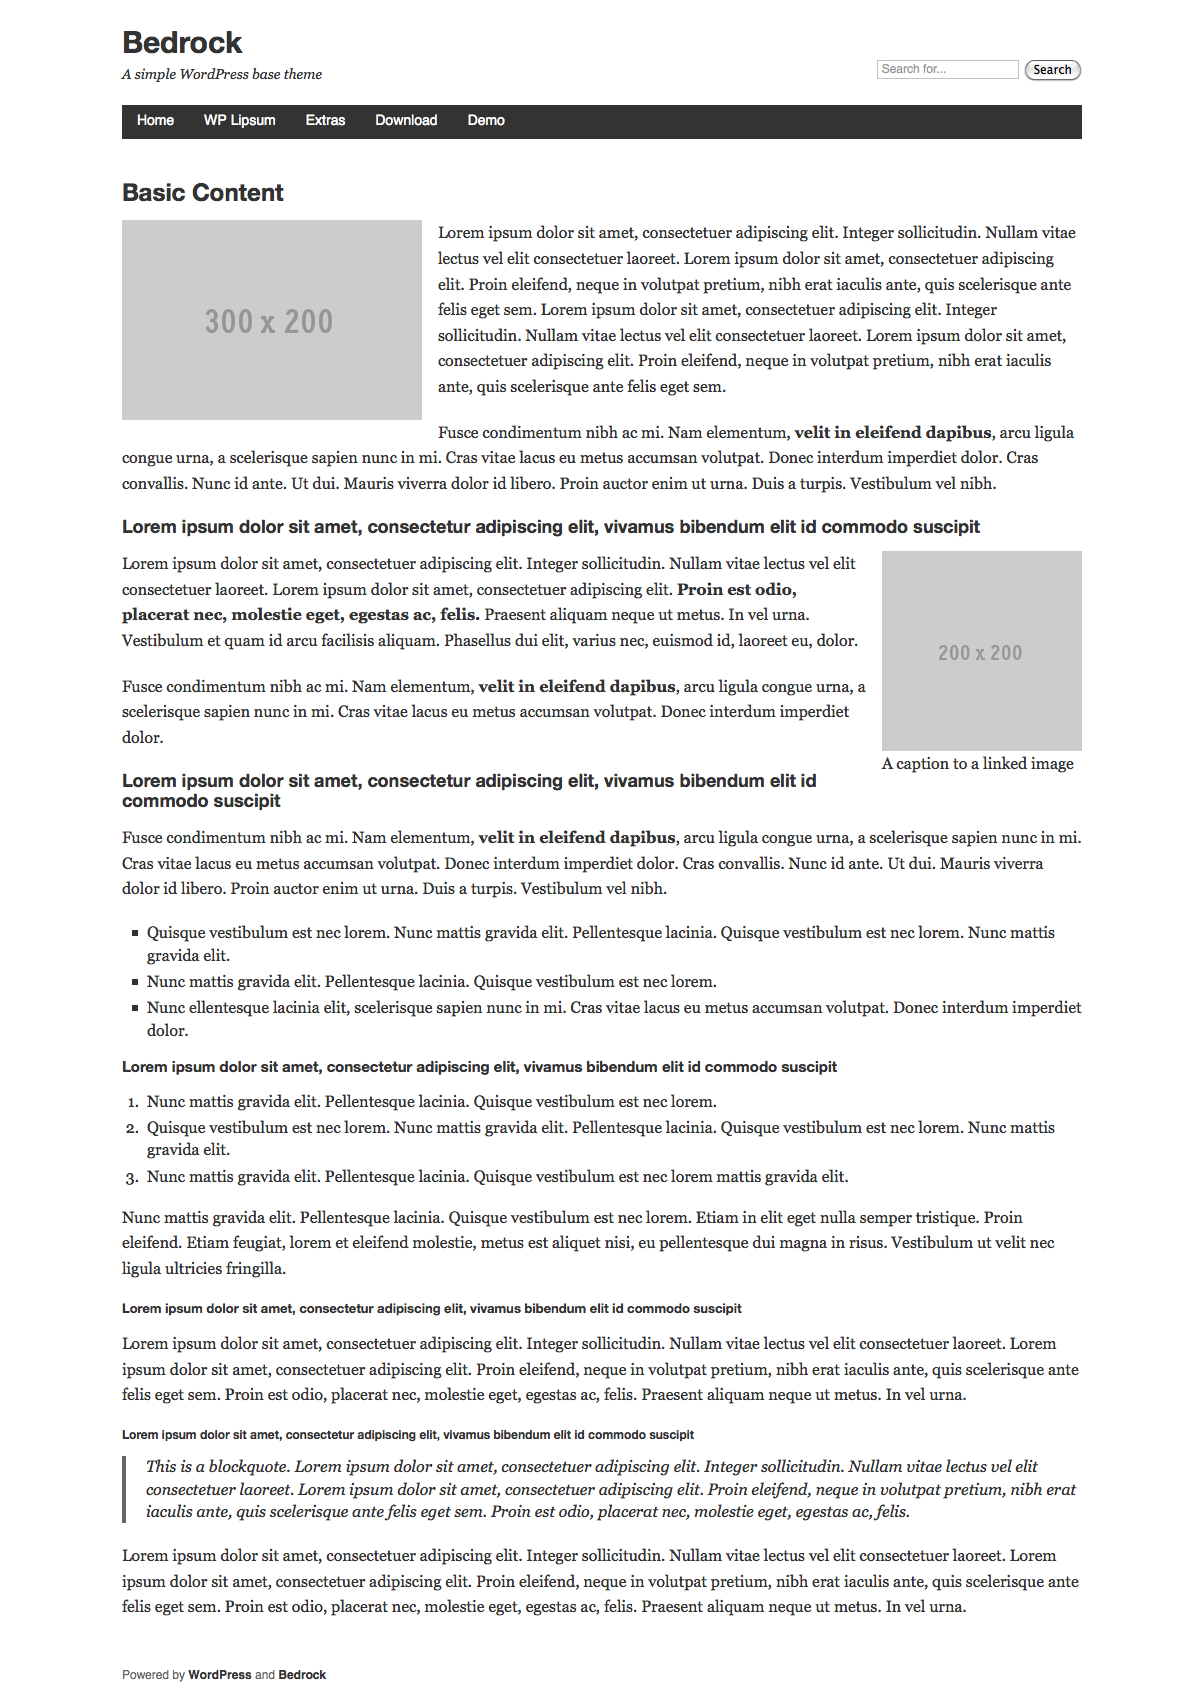 Bedrock
A simple WordPress base theme
Search for...
Search
Home WP Lipsum Extras Download Demo
Basic Content
300 x 200
Lorem ipsum dolor sit amet, consectetuer adipiscing elit. Integer sollicitudin. Nullam vitae
lectus vel elit consectetuer laoreet. Lorem ipsum dolor sit amet, consectetuer adipiscing
elit. Proin eleifend, neque in volutpat pretium, nibh erat iaculis ante, quis scelerisque ante
felis eget sem. Lorem ipsum dolor sit amet, consectetuer adipiscing elit. Integer
sollicitudin. Nullam vitae lectus vel elit consectetuer laoreet. Lorem ipsum dolor sit amet,
consectetuer adipiscing elit. Proin eleifend, neque in volutpat pretium, nibh erat iaculis
ante, quis scelerisque ante felis eget sem.
Fusce condimentum nibh ac mi. Nam elementum, velit in eleifend dapibus, arcu ligula
congue urna, a scelerisque sapien nunc in mi. Cras vitae lacus eu metus accumsan volutpat. Donec interdum imperdiet dolor. Cras
convallis. Nunc id ante. Ut dui. Mauris viverra dolor id libero. Proin auctor enim ut urna. Duis a turpis. Vestibulum vel nibh.
Lorem ipsum dolor sit amet, consectetur adipiscing elit, vivamus bibendum elit id commodo suscipit
Lorem ipsum dolor sit amet, consectetuer adipiscing elit. Integer sollicitudin. Nullam vitae lectus vel elit
consectetuer laoreet. Lorem ipsum dolor sit amet, consectetuer adipiscing elit. Proin est odio,
placerat nec, molestie eget, egestas ac, felis. Praesent aliquam neque ut metus. In vel urna.
Vestibulum et quam id arcu facilisis aliquam. Phasellus dui elit, varius nec, euismod id, laoreet eu, dolor.
200 x 200
A caption to a linked image
Fusce condimentum nibh ac mi. Nam elementum, velit in eleifend dapibus, arcu ligula congue urna, a
scelerisque sapien nunc in mi. Cras vitae lacus eu metus accumsan volutpat. Donec interdum imperdiet
dolor.
Lorem ipsum dolor sit amet, consectetur adipiscing elit, vivamus bibendum elit id
commodo suscipit
Fusce condimentum nibh ac mi. Nam elementum, velit in eleifend dapibus, arcu ligula congue urna, a scelerisque sapien nunc in mi.
Cras vitae lacus eu metus accumsan volutpat. Donec interdum imperdiet dolor. Cras convallis. Nunc id ante. Ut dui. Mauris viverra
dolor id libero. Proin auctor enim ut urna. Duis a turpis. Vestibulum vel nibh.
Quisque vestibulum est nec lorem. Nunc mattis gravida elit. Pellentesque lacinia. Quisque vestibulum est nec lorem. Nunc mattis
gravida elit.
Nunc mattis gravida elit. Pellentesque lacinia. Quisque vestibulum est nec lorem.
Nunc ellentesque lacinia elit, scelerisque sapien nunc in mi. Cras vitae lacus eu metus accumsan volutpat. Donec interdum imperdiet
dolor.
Lorem ipsum dolor sit amet, consectetur adipiscing elit, vivamus bibendum elit id commodo suscipit
1. Nunc mattis gravida elit. Pellentesque lacinia. Quisque vestibulum est nec lorem.
2. Quisque vestibulum est nec lorem. Nunc mattis gravida elit. Pellentesque lacinia. Quisque vestibulum est nec lorem. Nunc mattis
gravida elit.
3. Nunc mattis gravida elit. Pellentesque lacinia. Quisque vestibulum est nec lorem mattis gravida elit.
Nunc mattis gravida elit. Pellentesque lacinia. Quisque vestibulum est nec lorem. Etiam in elit eget nulla semper tristique. Proin
eleifend. Etiam feugiat, lorem et eleifend molestie, metus est aliquet nisi, eu pellentesque dui magna in risus. Vestibulum ut velit nec
ligula ultricies fringilla.
Lorem ipsum dolor sit amet, consectetur adipiscing elit, vivamus bibendum elit id commodo suscipit
Lorem ipsum dolor sit amet, consectetuer adipiscing elit. Integer sollicitudin. Nullam vitae lectus vel elit consectetuer laoreet. Lorem
ipsum dolor sit amet, consectetuer adipiscing elit. Proin eleifend, neque in volutpat pretium, nibh erat iaculis ante, quis scelerisque ante
felis eget sem. Proin est odio, placerat nec, molestie eget, egestas ac, felis. Praesent aliquam neque ut metus. In vel urna.
Lorem ipsum dolor sit amet, consectetur adipiscing elit, vivamus bibendum elit id commodo suscipit
This is a blockquote. Lorem ipsum dolor sit amet, consectetuer adipiscing elit. Integer sollicitudin. Nullam vitae lectus vel elit
consectetuer laoreet. Lorem ipsum dolor sit amet, consectetuer adipiscing elit. Proin eleifend, neque in volutpat pretium, nibh erat
iaculis ante, quis scelerisque ante felis eget sem. Proin est odio, placerat nec, molestie eget, egestas ac, felis.
Lorem ipsum dolor sit amet, consectetuer adipiscing elit. Integer sollicitudin. Nullam vitae lectus vel elit consectetuer laoreet. Lorem
ipsum dolor sit amet, consectetuer adipiscing elit. Proin eleifend, neque in volutpat pretium, nibh erat iaculis ante, quis scelerisque ante
felis eget sem. Proin est odio, placerat nec, molestie eget, egestas ac, felis. Praesent aliquam neque ut metus. In vel urna.
Powered by WordPress and Bedrock